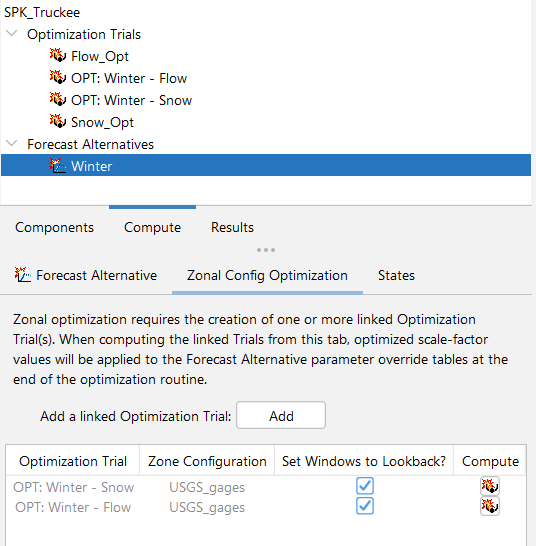 SPK_Truckee
Optimization Trials
Flow_Opt
OPT: Winter - Flow
OPT: Winter - Snow
Snow_Opt
Forecast Alternatives
Winter
Components Compute Results
Forecast Alternative Zonal Config Optimization States
Zonal optimization requires the creation of one or more linked Optimization
Trial(s). When computing the linked Trials from this tab, optimized scale-factor
values will be applied to the Forecast Alternative parameter override tables at the
end of the optimization routine.
Add a linked Optimization Trial: Add
Optimization Trial Zone Configuration Set Windows to Lookback? Compute
OPT: Winter - Snow USGS_gages
OPT: Winter - Flow USGS_gages